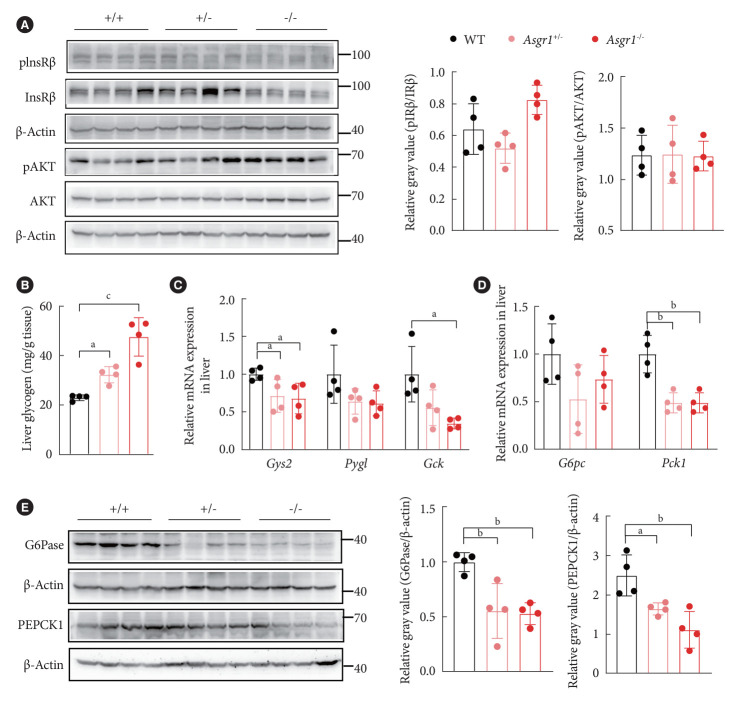 A
+/+ +/- -/-
pInsRβ 100
InsRβ 100
β-Actin 40
pAKT 70
AKT 70
β-Actin 40
WT Asgr1+/- Asgr1-/-
Relative gray value (pIRβ/IRβ)
1.0
0.8
0.6
0.4
0.2
0
Relative gray value (pAKT/AKT)
2.0
1.5
1.0
0.5
B
Liver glycogen (mg/g tissue)
60
40
20
0
c
a
C
Relative mRNA expression
in liver
2.0
1.5
1.0
0.5
0
a
a
a
Gys2 Pygl Gck
D
Relative mRNA expression in liver
1.5
1.0
0.5
0
b
b
G6pc Pck1
E
+/+ +/- -/-
G6Pase 40
β-Actin 40
PEPCK1 70
β-Actin 40
Relative gray value (G6Pase/β-actin)
1.5
1.0
0.5
0
b
b
Relative gray value (PEPCK1/β-actin)
4
3
2
1
0
b
a